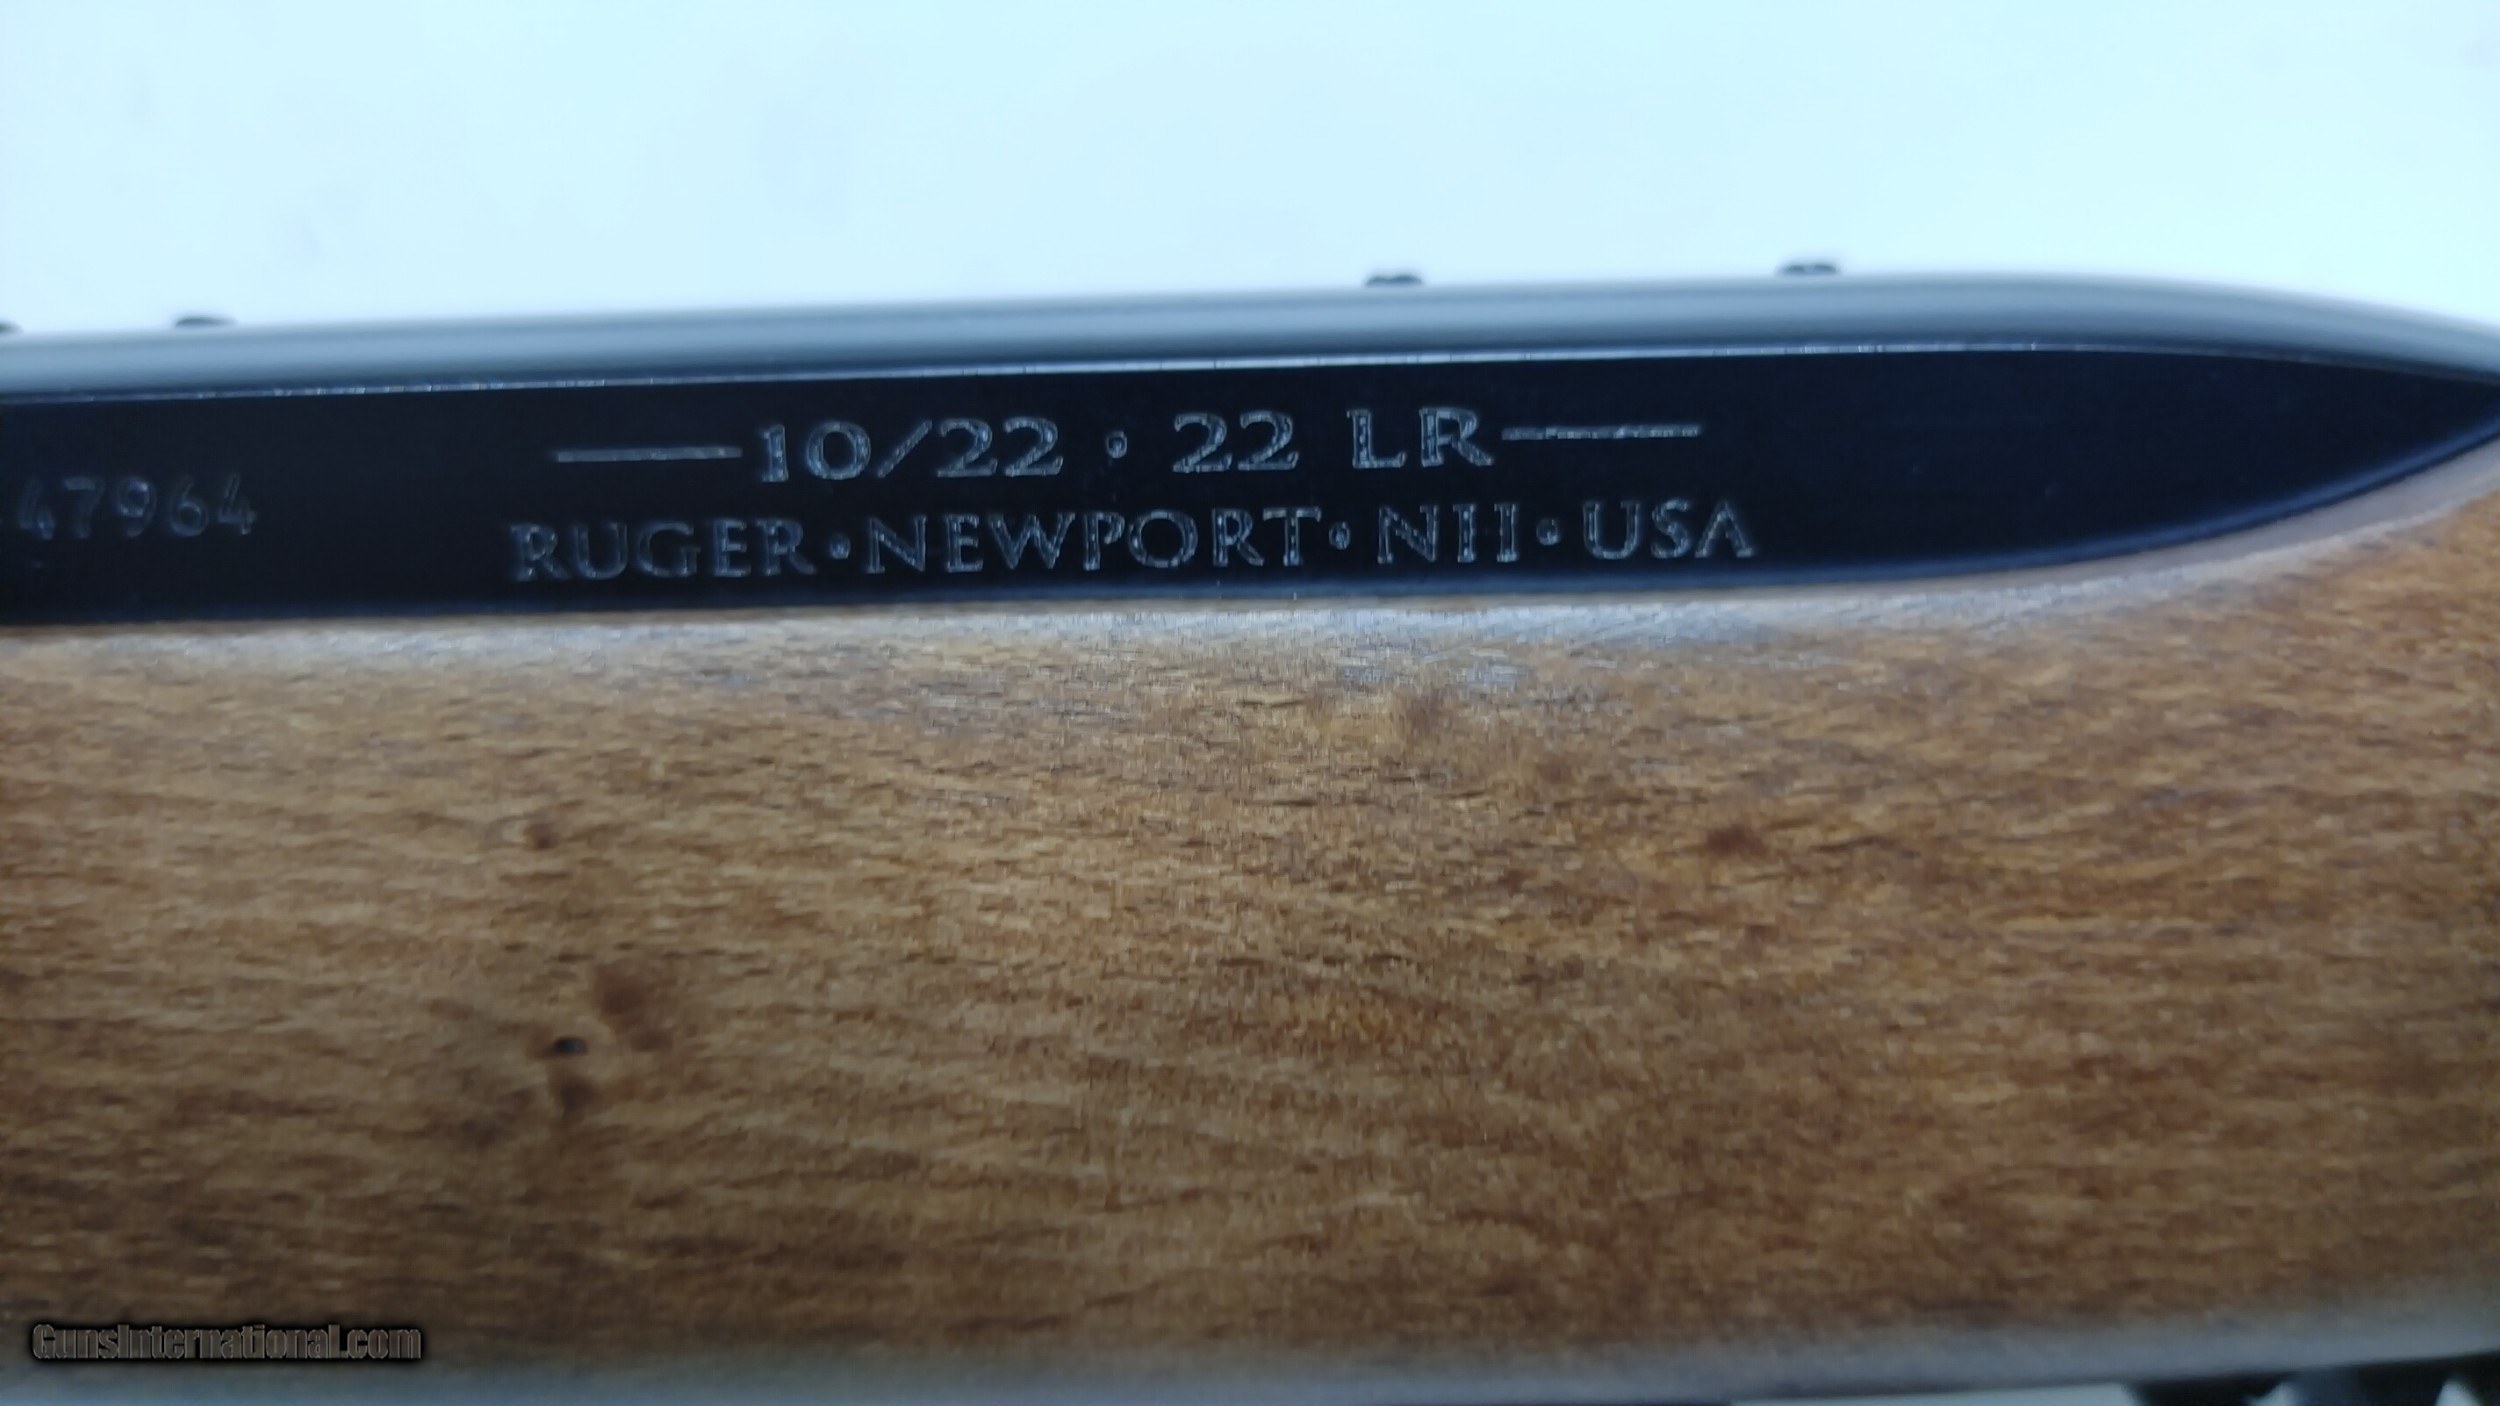 47964
10/22 · 22 LR
RUGER·NEWPORT·NH·USA
GunsInternational.com